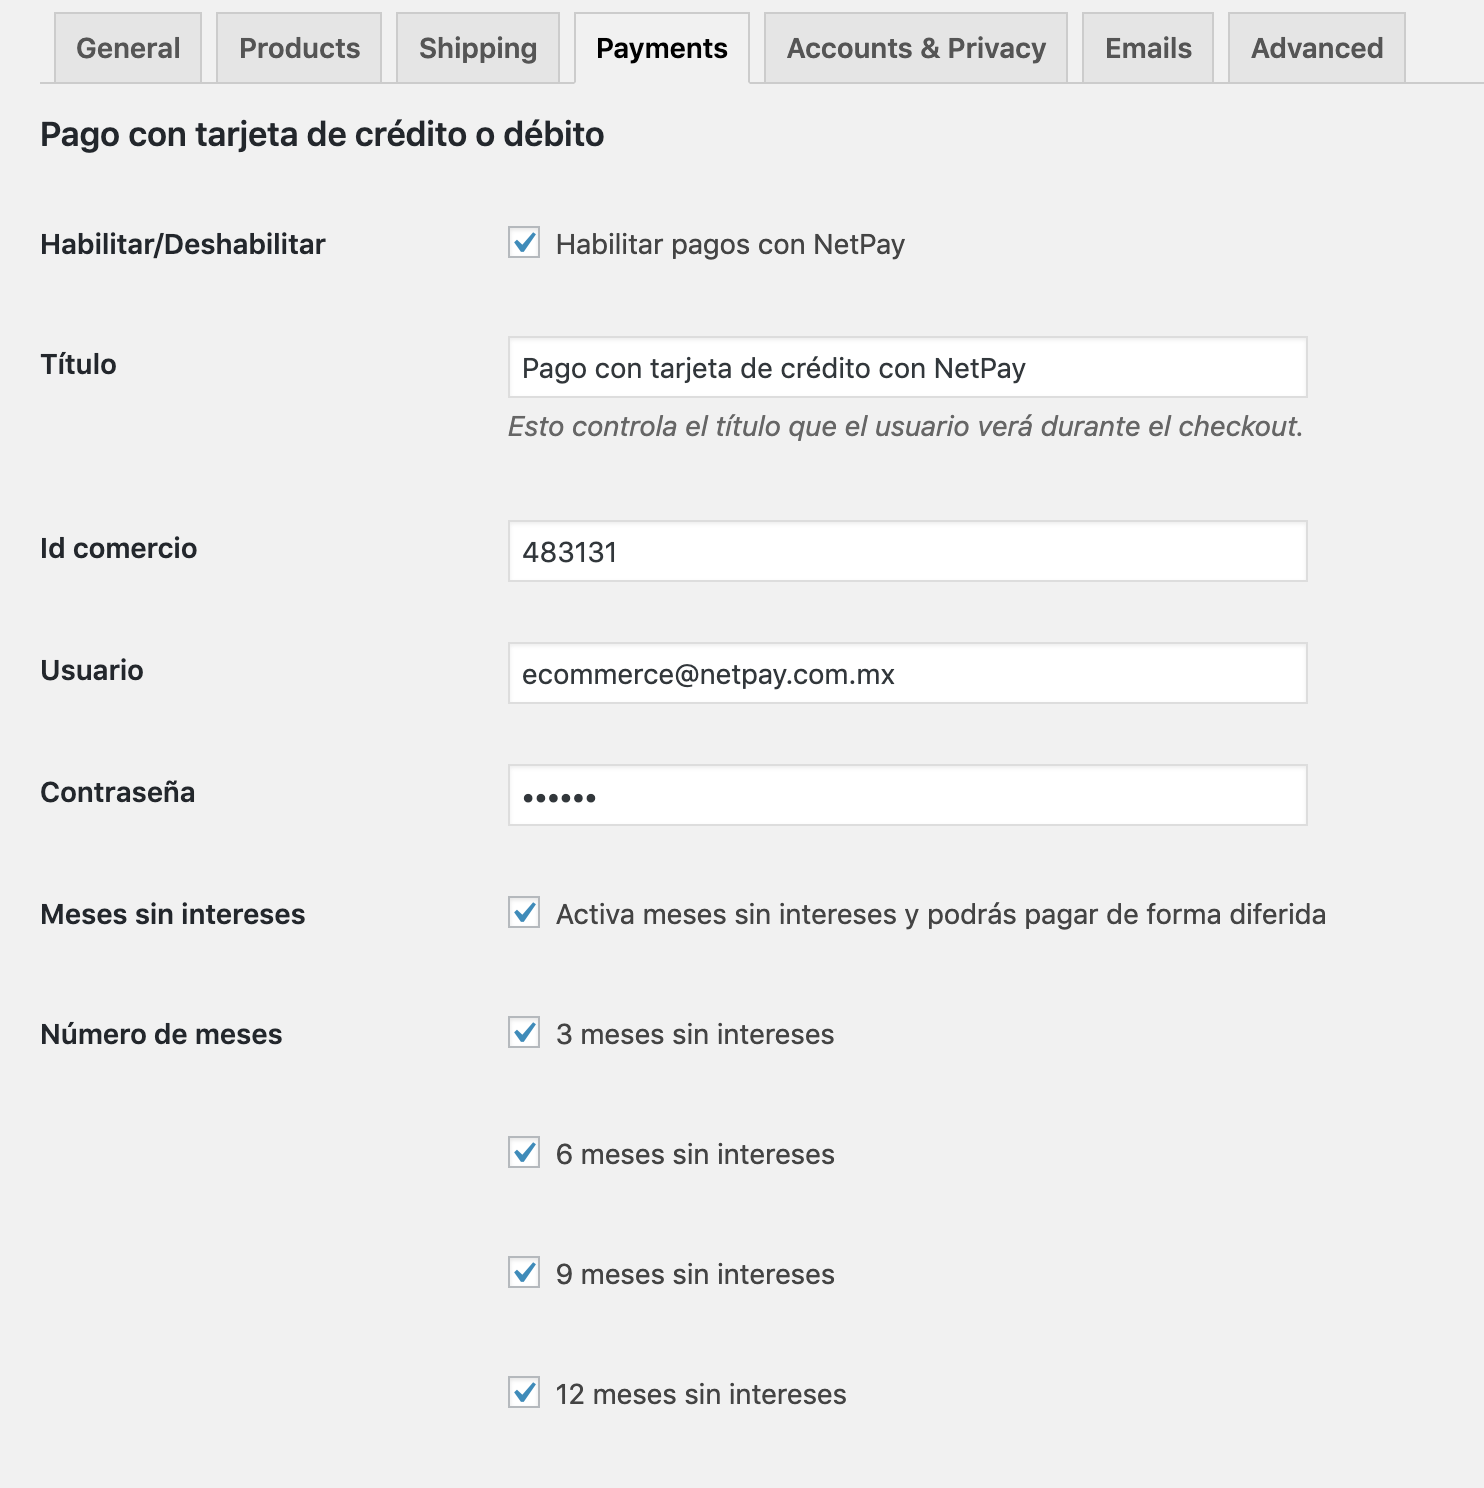 General Products Shipping Payments Accounts & Privacy Emails Advanced
Pago con tarjeta de crédito o débito
Habilitar/Deshabilitar Habilitar pagos con NetPay
Título Pago con tarjeta de crédito con NetPay
Esto controla el título que el usuario verá durante el checkout.
Id comercio 483131
Usuario ecommerce@netpay.com.mx
Contraseña ••••••
Meses sin intereses Activa meses sin intereses y podrás pagar de forma diferida
Número de meses 3 meses sin intereses
6 meses sin intereses
9 meses sin intereses
12 meses sin intereses